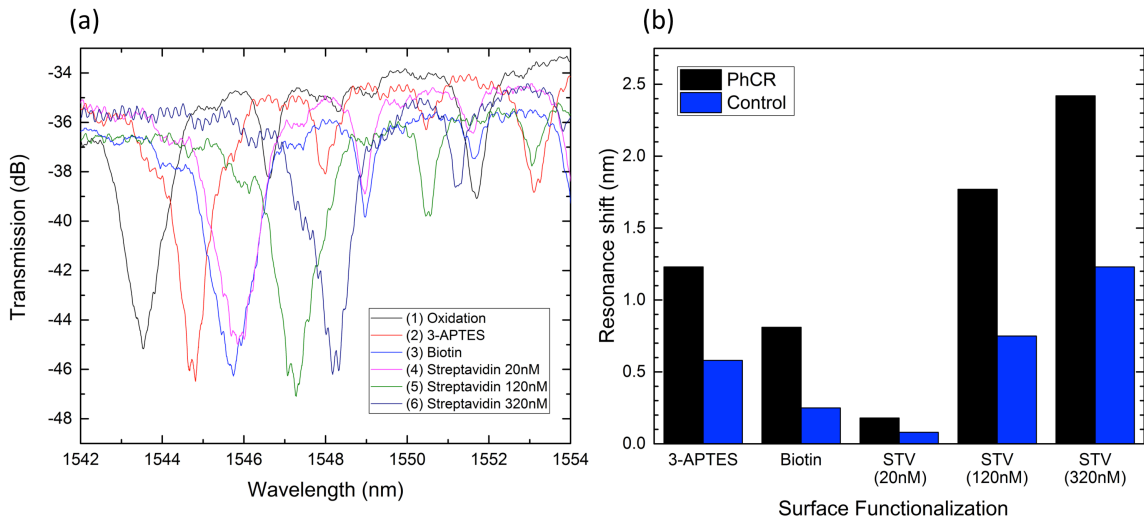 (a)
-34
-36
-38
-40
-42
-44
-46
-48
Transmission (dB)
1542 1544 1546 1548 1550 1552 1554
Wavelength (nm)
(1) Oxidation
(2) 3-APTES
(3) Biotin
(4) Streptavidin 20nM
(5) Streptavidin 120nM
(6) Streptavidin 320nM
(b)
PhCR
Control
2.5
2.0
1.5
1.0
0.5
0.0
Resonance shift (nm)
3-APTES Biotin STV STV STV
(20nM) (120nM) (320nM)
Surface Functionalization